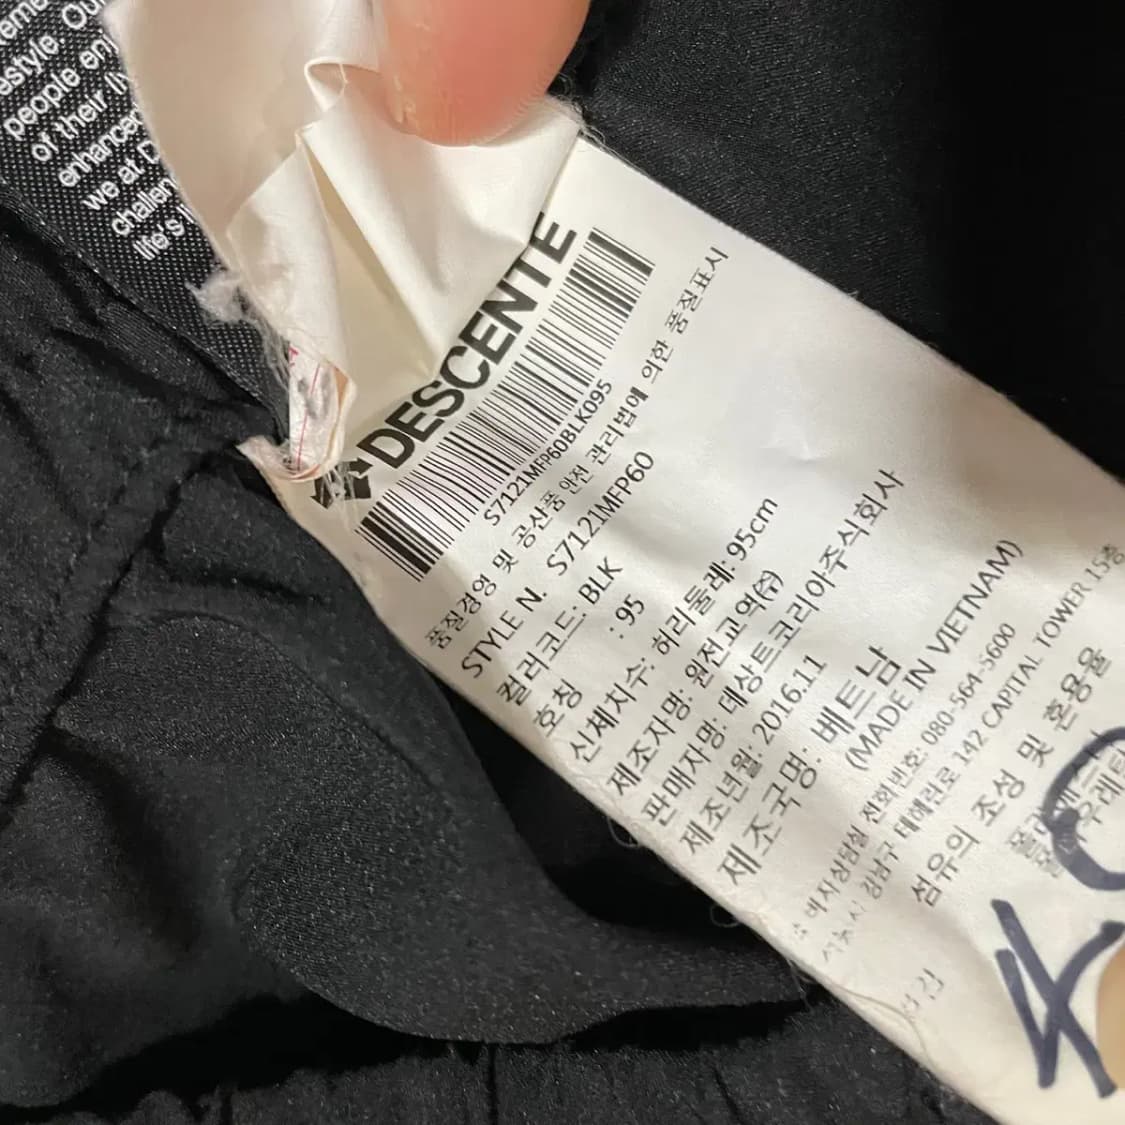 estyle. Ou
people en
of their li
enhance
we at D
challen
life's
DESCENTE
S7121MFP60BLK095
품질경영 및 공산품 안전 관리법에 의한 품질표시
STYLE N. S7121MFP60
컬러코드: BLK
호칭 : 95
신체치수: 허리둘레: 95cm
제조자명: 원전교역(주)
판매자명: 데상트코리아주식회사
제조년월: 2016.11
제조국명: 베트남
(MADE IN VIETNAM)
소비자상담실 전화번호: 080-564-5600
강남구 테헤란로 142 CAPITAL TOWER 15층
섬유의 조성 및 혼용율